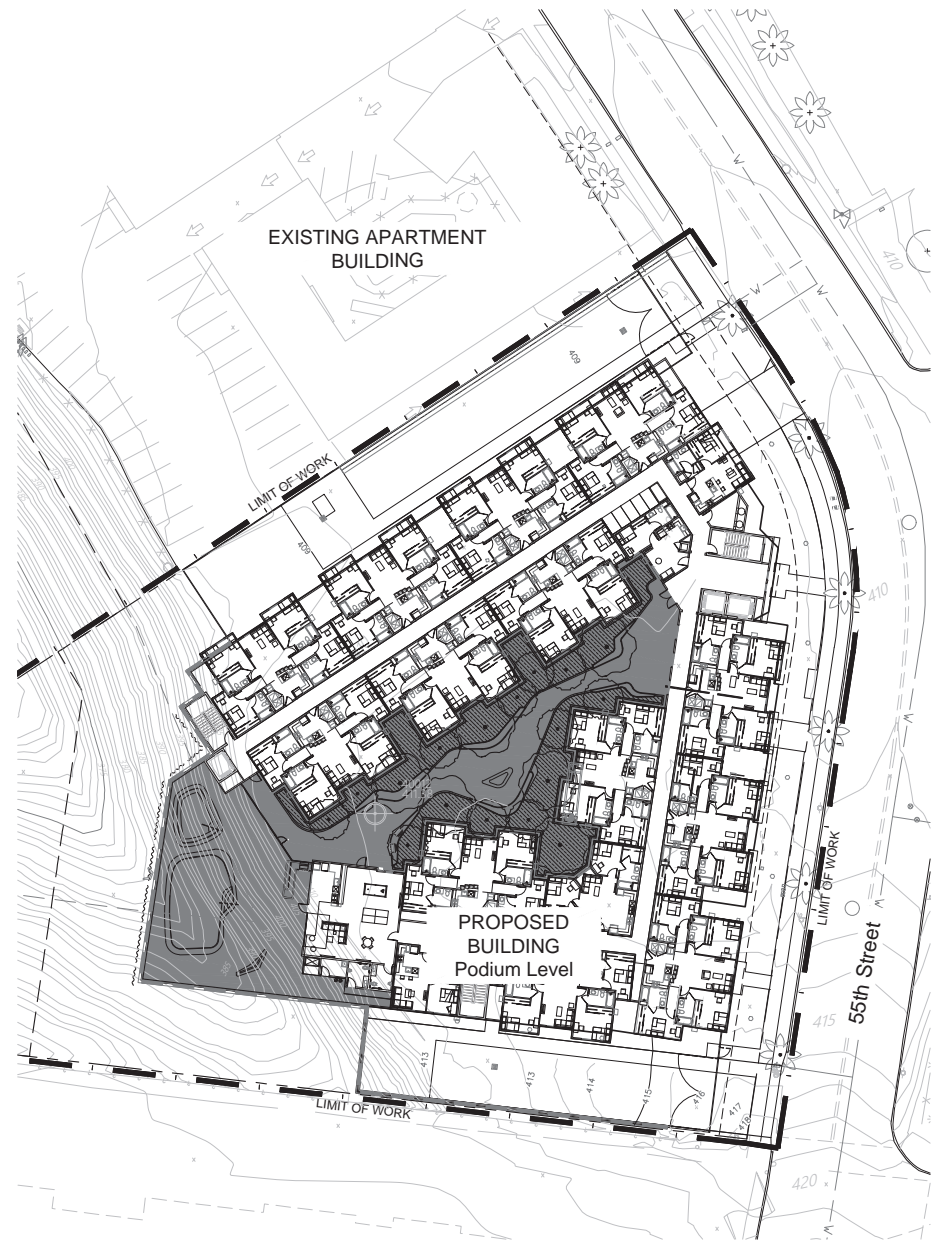 EXISTING APARTMENT
BUILDING
410
409
LIMIT OF WORK
409
410
LIMIT OF WORK
PROPOSED
BUILDING
Podium Level
55th Street
415
413
413
414
415
416
417
418
LIMIT OF WORK
420
W
W
W
W
W
W
W